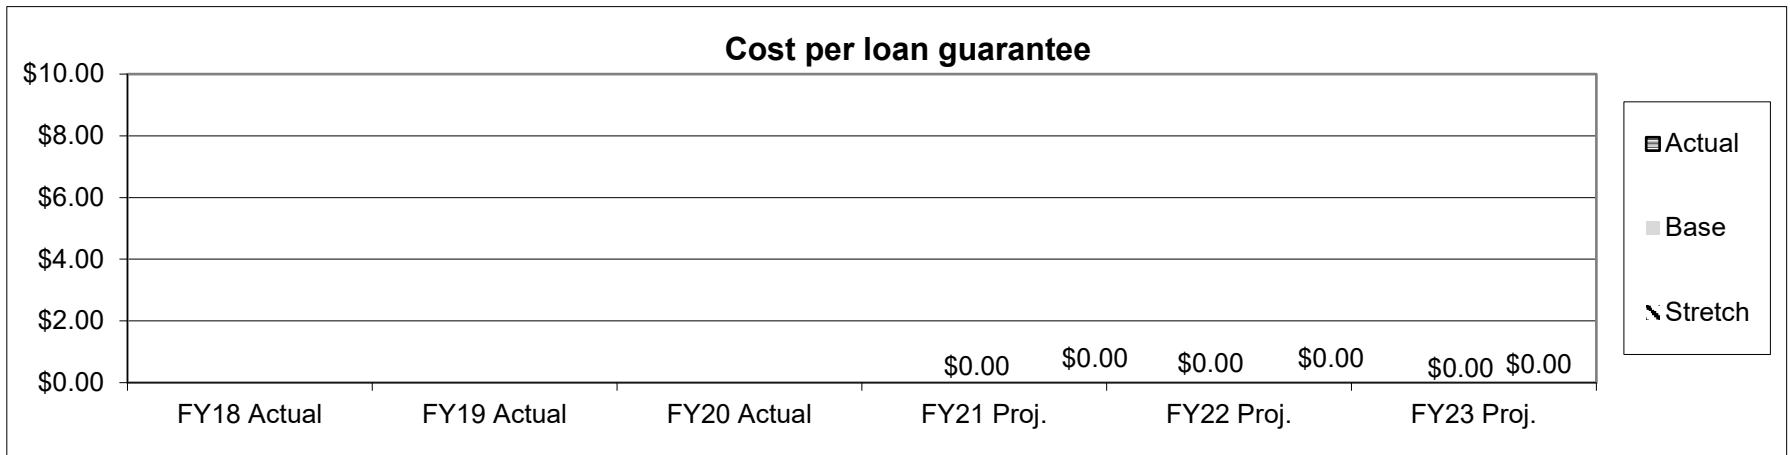 Cost per loan guarantee
$10.00
$8.00
$6.00
$4.00
$2.00
$0.00
$0.00 $0.00 $0.00 $0.00 $0.00 $0.00
FY18 Actual FY19 Actual FY20 Actual FY21 Proj. FY22 Proj. FY23 Proj.
Actual
Base
Stretch